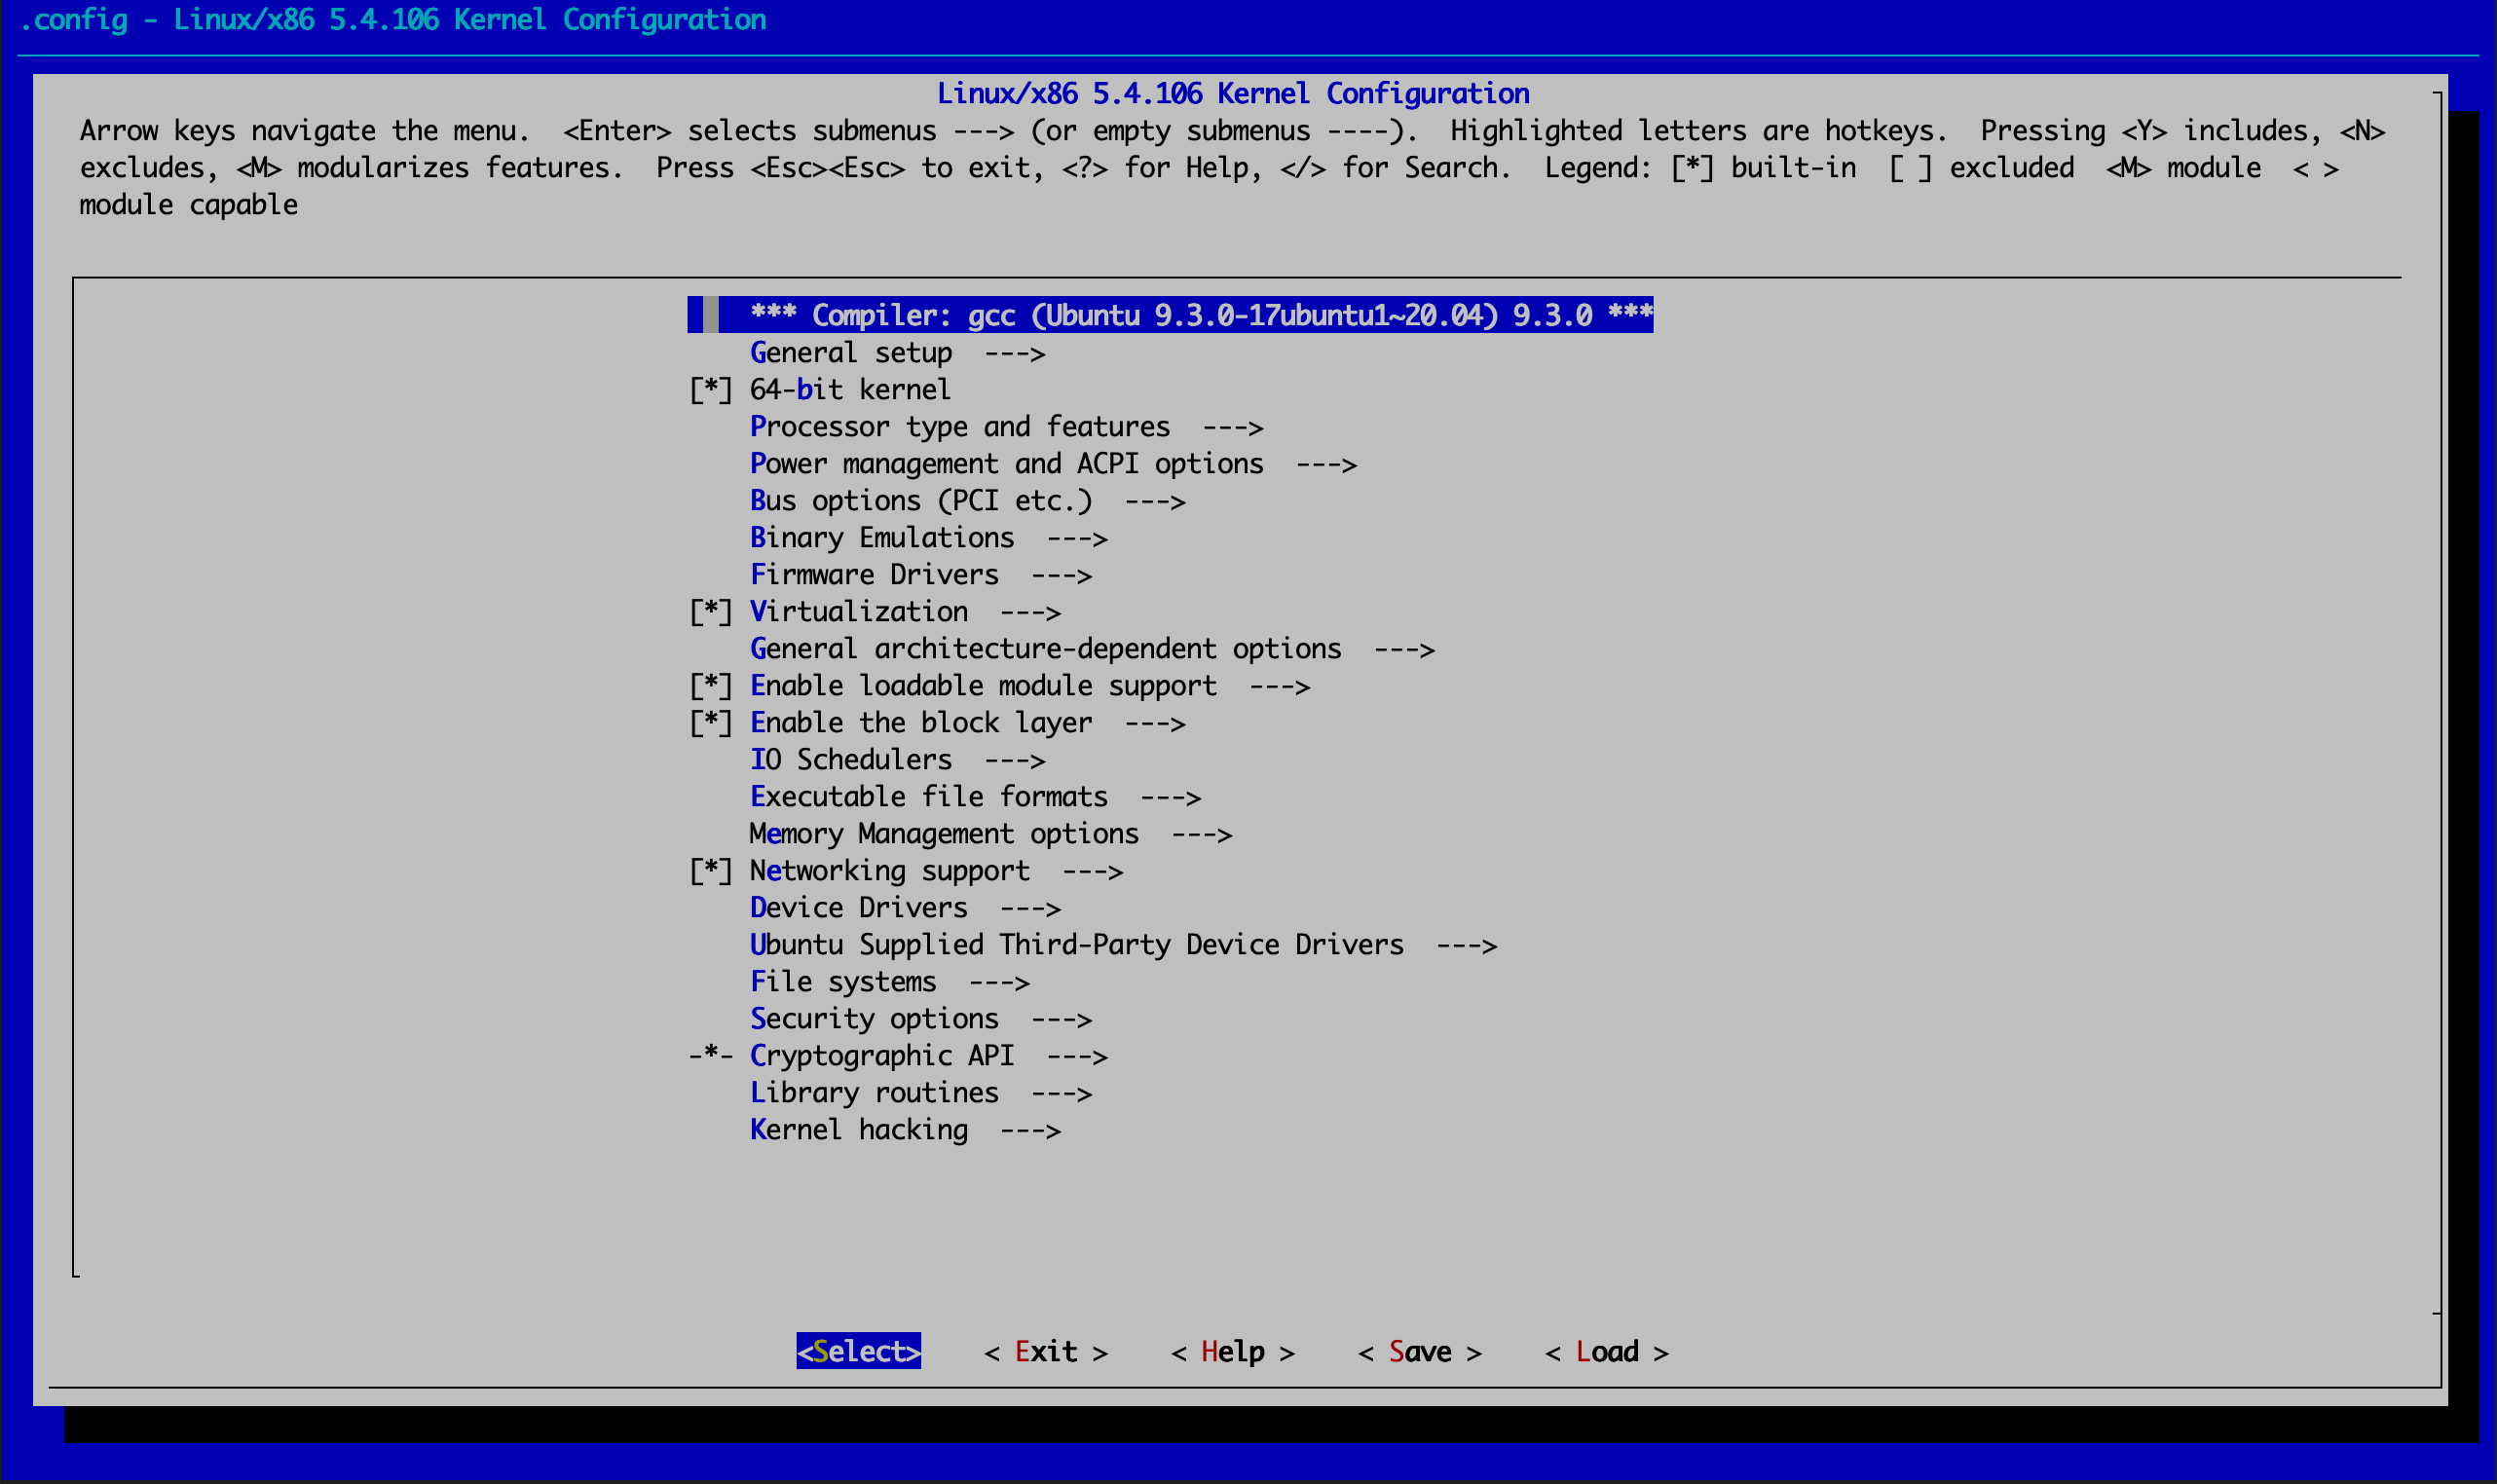 .config - Linux/x86 5.4.106 Kernel Configuration
Linux/x86 5.4.106 Kernel Configuration
Arrow keys navigate the menu.  <Enter> selects submenus ---> (or empty submenus ----).  Highlighted letters are hotkeys.  Pressing <Y> includes, <N>
excludes, <M> modularizes features.  Press <Esc><Esc> to exit, <?> for Help, </> for Search.  Legend: [*] built-in  [ ] excluded  <M> module  < >
module capable
*** Compiler: gcc (Ubuntu 9.3.0-17ubuntu1~20.04) 9.3.0 ***
General setup  --->
[*] 64-bit kernel
Processor type and features  --->
Power management and ACPI options  --->
Bus options (PCI etc.)  --->
Binary Emulations  --->
Firmware Drivers  --->
[*] Virtualization  --->
General architecture-dependent options  --->
[*] Enable loadable module support  --->
[*] Enable the block layer  --->
IO Schedulers  --->
Executable file formats  --->
Memory Management options  --->
[*] Networking support  --->
Device Drivers  --->
Ubuntu Supplied Third-Party Device Drivers  --->
File systems  --->
Security options  --->
-*- Cryptographic API  --->
Library routines  --->
Kernel hacking  --->
<Select>    < Exit >    < Help >    < Save >    < Load >